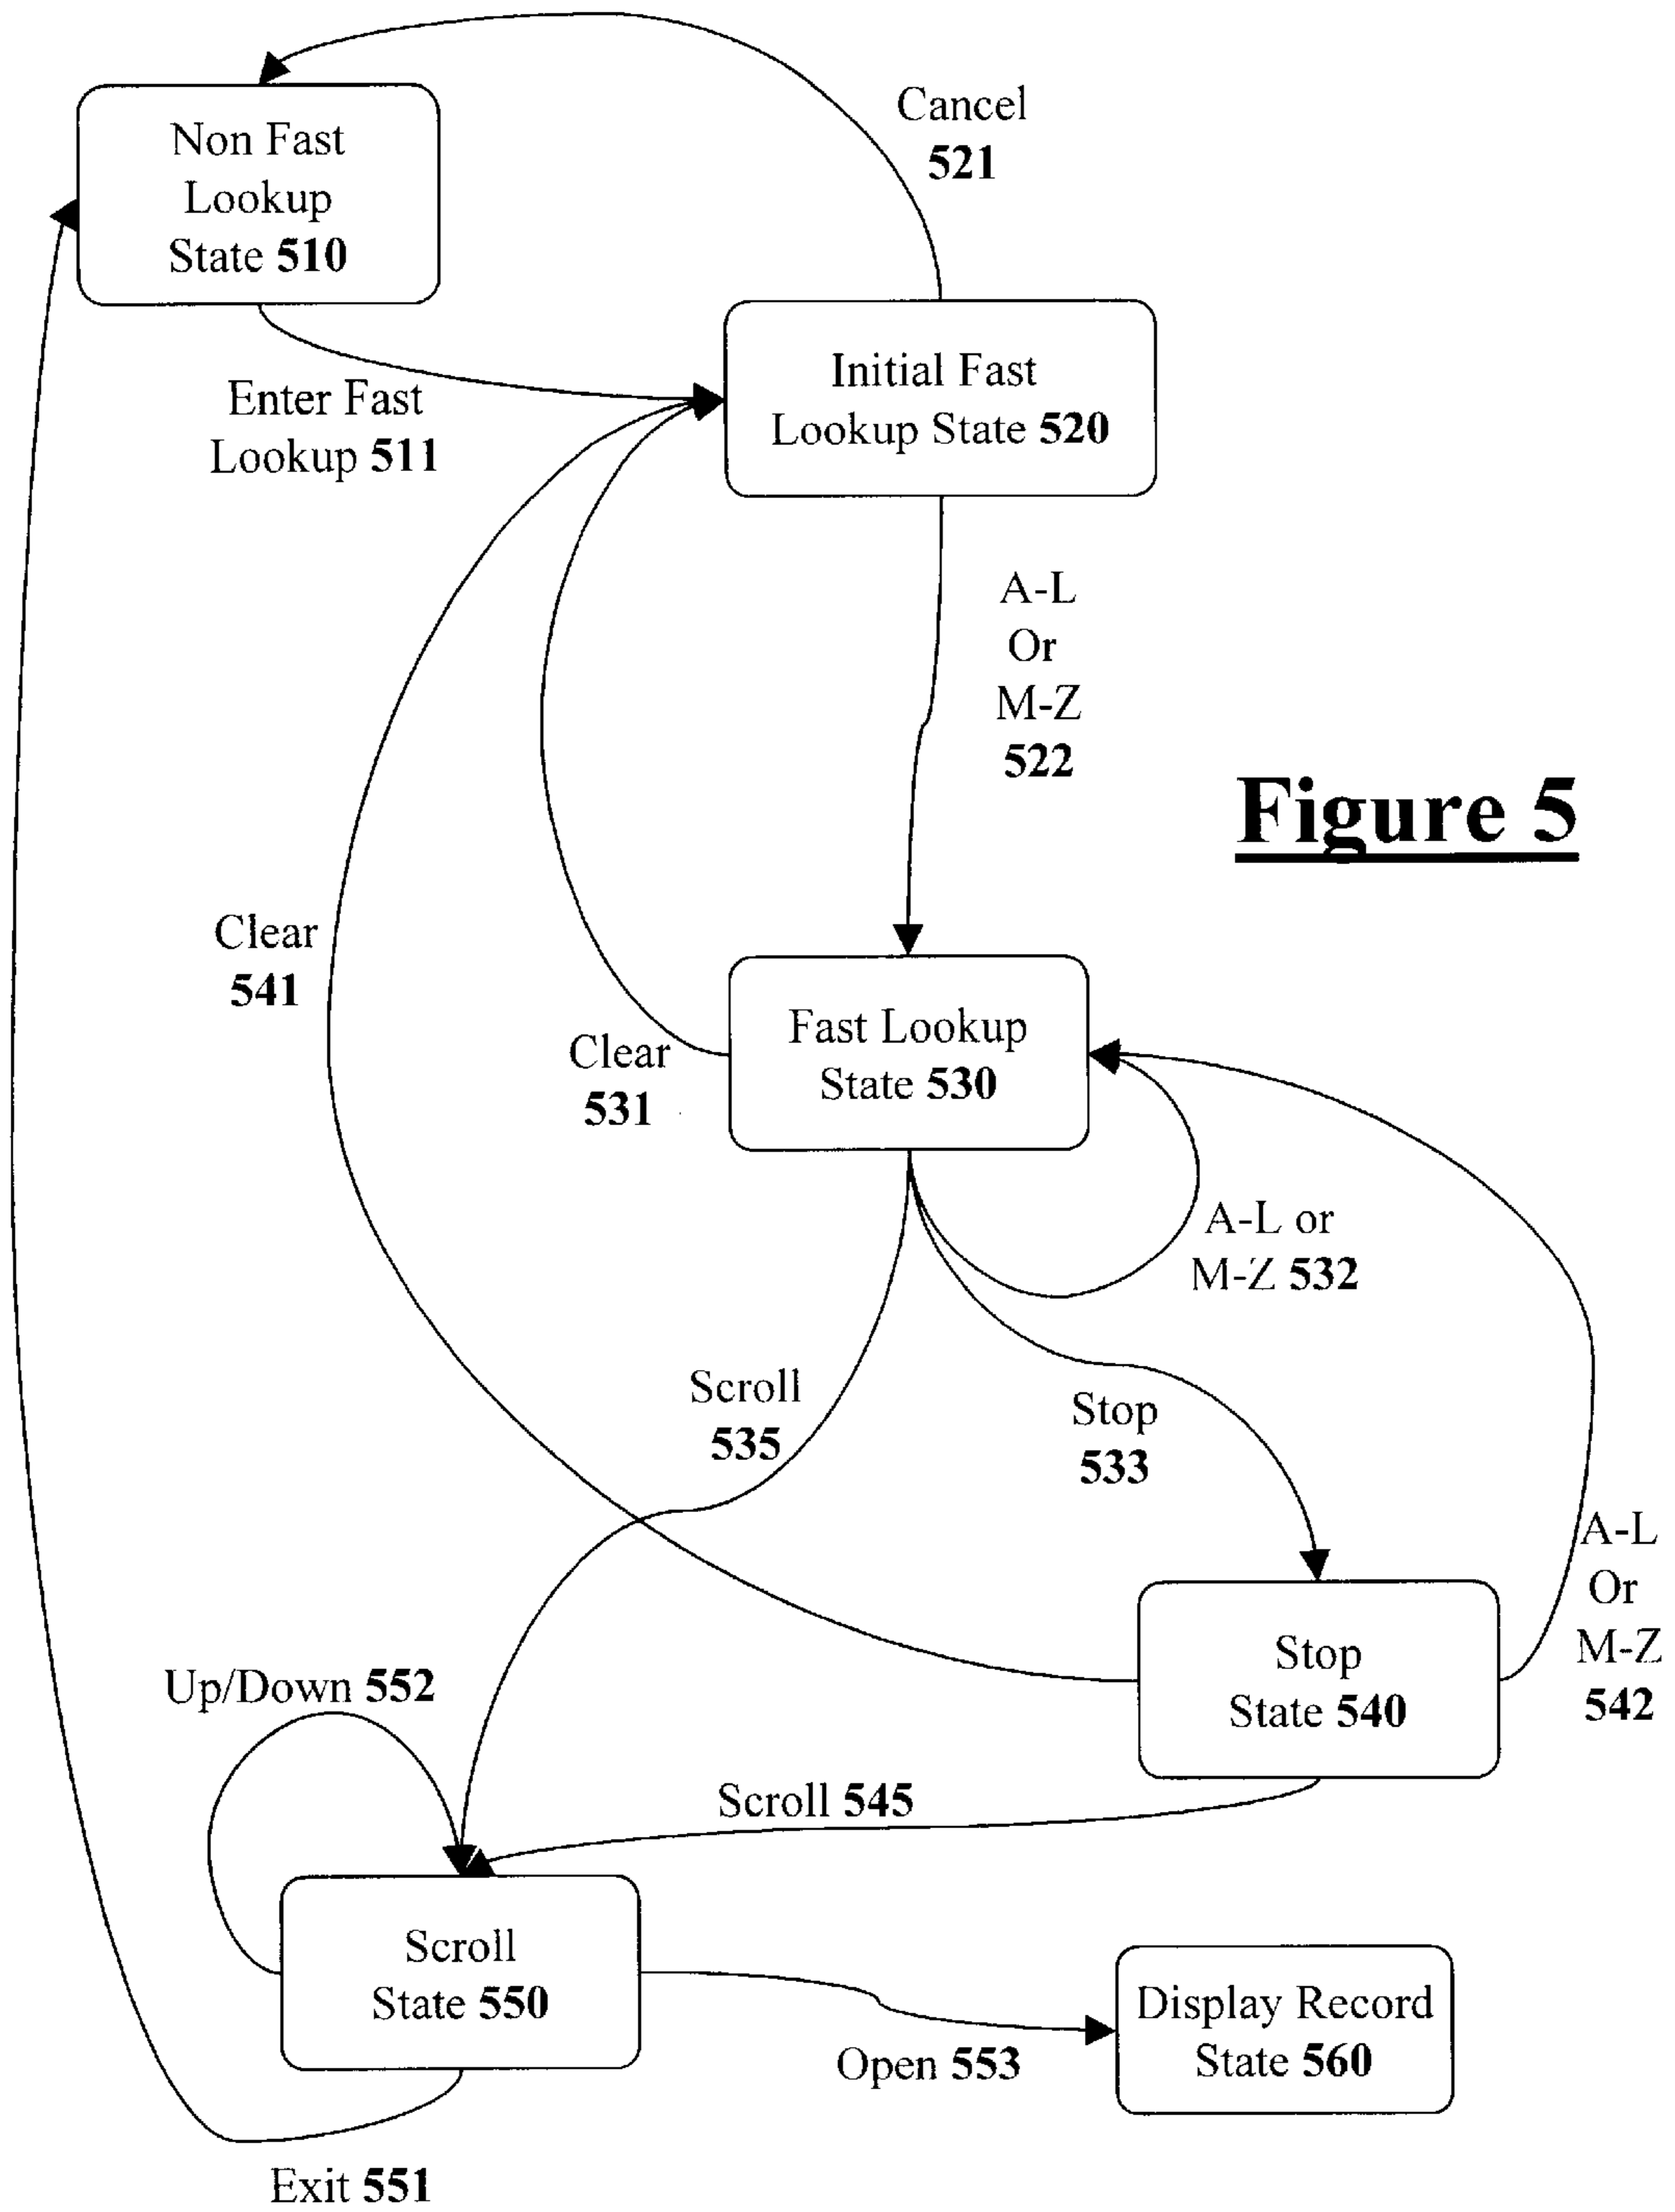 Cancel
521
Non Fast
Lookup
State 510
Initial Fast
Lookup State 520
Enter Fast
Lookup 511
A-L
Or
M-Z
522
Figure 5
Clear
541
Fast Lookup
State 530
Clear
531
A-L or
M-Z 532
Scroll
535
Stop
533
A-L
Or
M-Z
542
Stop
State 540
Up/Down 552
Scroll 545
Scroll
State 550
Display Record
State 560
Open 553
Exit 551